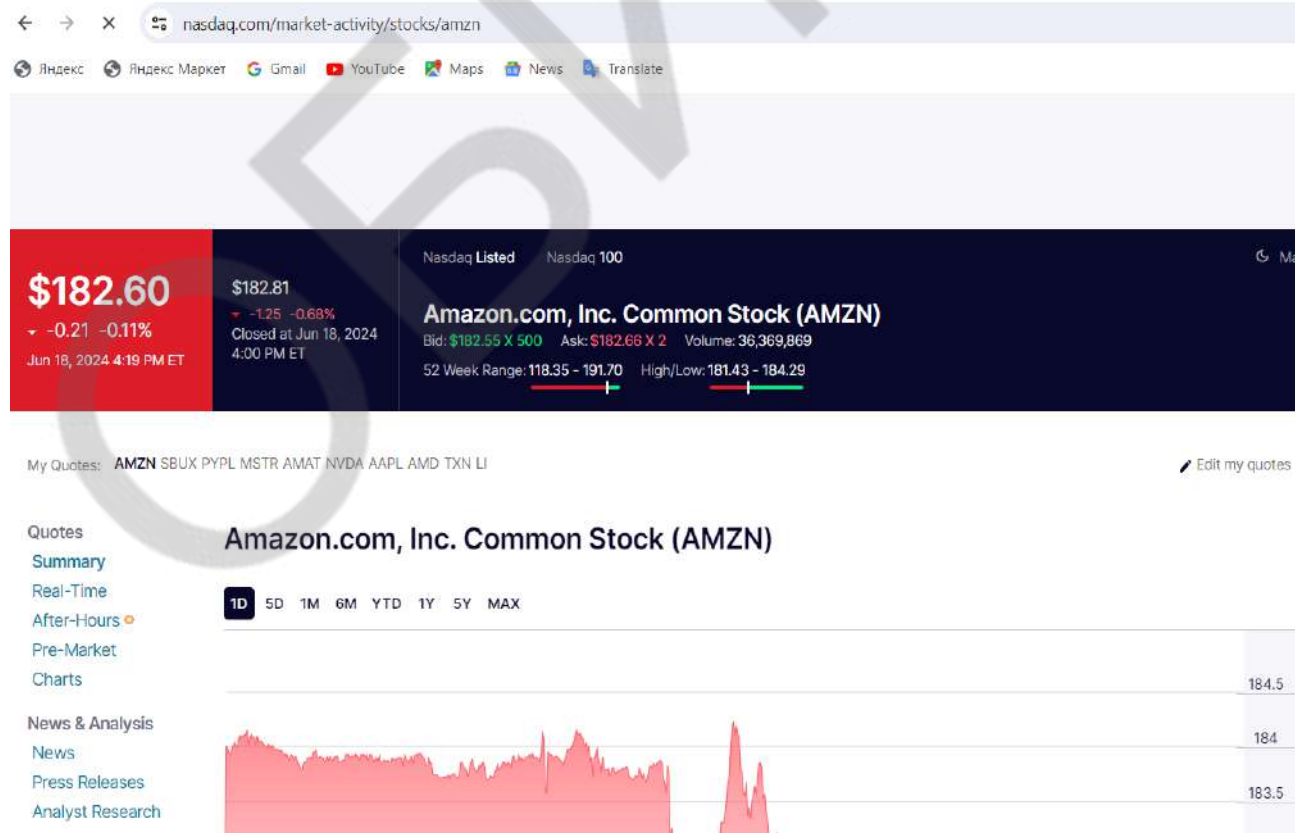 nasdaq.com/market-activity/stocks/amzn
Яндекс Яндекс Маркет Gmail YouTube Maps News Translate
Nasdaq Listed Nasdaq 100
$182.60
-0.21 -0.11%
Jun 18, 2024 4:19 PM ET
$182.81
-1.25 -0.68%
Closed at Jun 18, 2024
4:00 PM ET
Amazon.com, Inc. Common Stock (AMZN)
Bid: $182.55 X 500 Ask: $182.66 X 2 Volume: 36,369,869
52 Week Range: 118.35 - 191.70 High/Low: 181.43 - 184.29
My Quotes: AMZN SBUX PYPL MSTR AMAT NVDA AAPL AMD TXN LI
Edit my quotes
Quotes
Summary
Real-Time
After-Hours
Pre-Market
Charts
News & Analysis
News
Press Releases
Analyst Research
Amazon.com, Inc. Common Stock (AMZN)
1D 5D 1M 6M YTD 1Y 5Y MAX
184.5
184
183.5